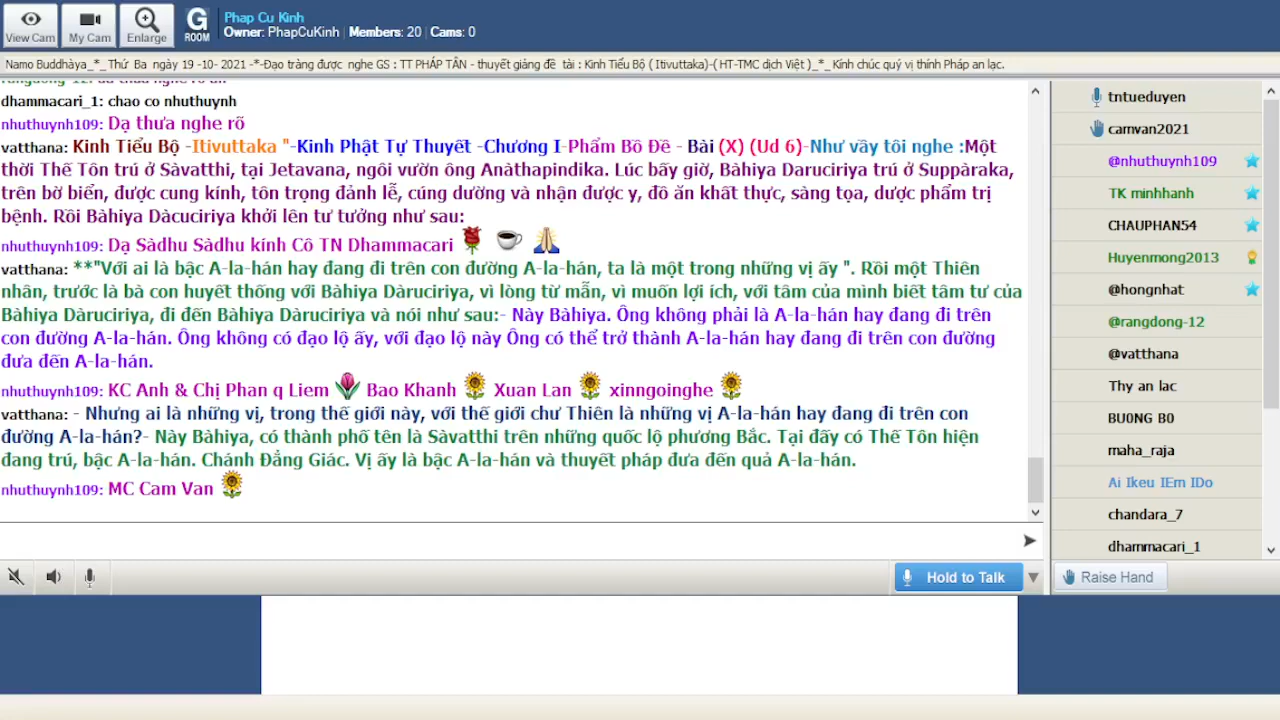 View Cam
My Cam
Enlarge
G
ROOM
Phap Cu Kinh
Owner: PhapCuKinh | Members: 20 | Cams: 0
Namo Buddhàya_*_ Thứ Ba ngày 19 -10- 2021 -*-Đạo tràng được nghe GS : TT PHÁP TÂN - thuyết giảng đề tài : Kinh Tiểu Bộ ( Itivuttaka)-( HT-TMC dịch Việt )_*_ Kính chúc quý vị thính Pháp an lạc.
dhammacari_1: chao co nhuthuynh
nhuthuynh109: Dạ thưa nghe rõ
vatthana: Kinh Tiểu Bộ -Itivuttaka "-Kinh Phật Tự Thuyết -Chương I-Phẩm Bồ Đề - Bài (X) (Ud 6)-Như vầy tôi nghe :Một
thời Thế Tôn trú ở Sàvatthi, tại Jetavana, ngôi vườn ông Anàthapindika. Lúc bấy giờ, Bàhiya Daruciriya trú ở Suppàraka,
trên bờ biển, được cung kính, tôn trọng đảnh lễ, cúng dường và nhận được y, đồ ăn khất thực, sàng tọa, dược phẩm trị
bệnh. Rồi Bàhiya Dàcuciriya khởi lên tư tưởng như sau:
nhuthuynh109: Dạ Sàdhu Sàdhu kính Cô TN Dhammacari
vatthana: **"Với ai là bậc A-la-hán hay đang đi trên con đường A-la-hán, ta là một trong những vị ấy ". Rồi một Thiên
nhân, trước là bà con huyết thống với Bàhiya Dàruciriya, vì lòng từ mẫn, vì muốn lợi ích, với tâm của mình biết tâm tư của
Bàhiya Dàruciriya, đi đến Bàhiya Dàruciriya và nói như sau:- Này Bàhiya. Ông không phải là A-la-hán hay đang đi trên
con đường A-la-hán. Ông không có đạo lộ ấy, với đạo lộ này Ông có thể trở thành A-la-hán hay đang đi trên con đường
đưa đến A-la-hán.
nhuthuynh109: KC Anh & Chị Phan q Liem Bao Khanh Xuan Lan xinngoinghe
vatthana: - Nhưng ai là những vị, trong thế giới này, với thế giới chư Thiên là những vị A-la-hán hay đang đi trên con
đường A-la-hán?- Này Bàhiya, có thành phố tên là Sàvatthi trên những quốc lộ phương Bắc. Tại đấy có Thế Tôn hiện
đang trú, bậc A-la-hán. Chánh Đẳng Giác. Vị ấy là bậc A-la-hán và thuyết pháp đưa đến quả A-la-hán.
nhuthuynh109: MC Cam Van
tntueduyen
camvan2021
@nhuthuynh109
TK minhhanh
CHAUPHAN54
Huyenmong2013
@hongnhat
@rangdong-12
@vatthana
Thy an lac
BU0NG B0
maha_raja
Ai Ikeu IEm IDo
chandara_7
dhammacari_1
Hold to Talk
Raise Hand